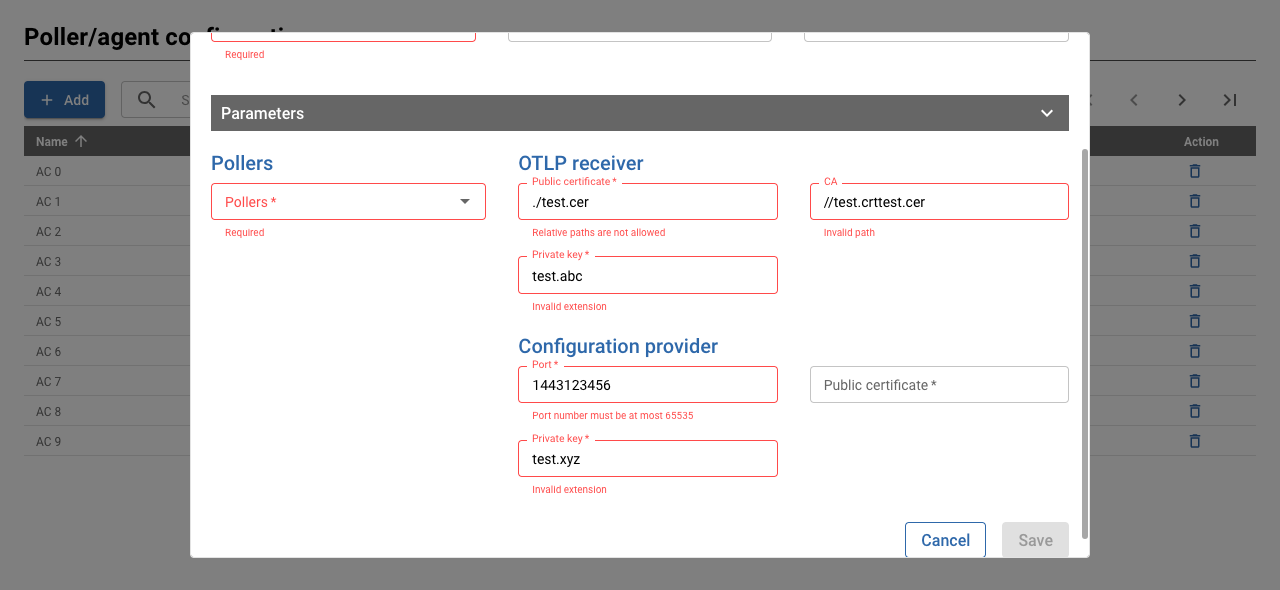 Poller/agent
Required
Add
Parameters
Name
Action
Pollers
OTLP receiver
Public certificate *
CA
Pollers *
./test.cer
//test.crttest.cer
Required
Relative paths are not allowed
Invalid path
Private key *
test.abc
Invalid extension
Configuration provider
Port *
1443123456
Public certificate *
Port number must be at most 65535
Private key *
test.xyz
Invalid extension
Cancel
Save
AC 0
AC 1
AC 2
AC 3
AC 4
AC 5
AC 6
AC 7
AC 8
AC 9